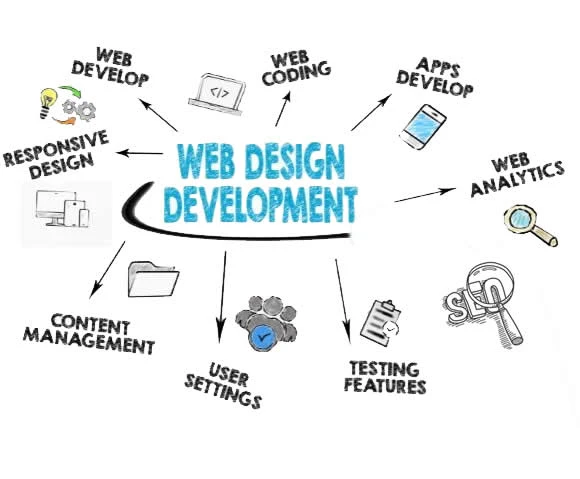 WEB
DEVELOP
WEB
CODING
APPS
DEVELOP
</>
RESPONSIVE
DESIGN
WEB DESIGN
DEVELOPMENT
WEB
ANALYTICS
SEO
CONTENT
MANAGEMENT
USER
SETTINGS
TESTING
FEATURES